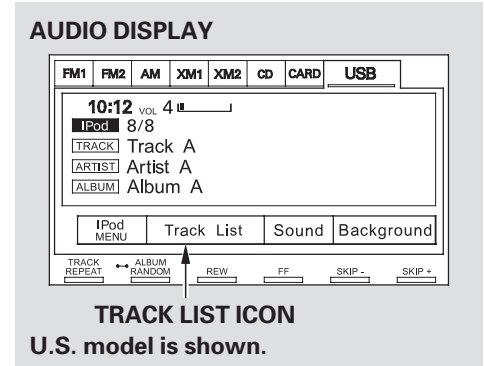 AUDIO DISPLAY
FM1 FM2 AM XM1 XM2 CD CARD USB
10:12 VOL 4
IPod 8/8
TRACK Track A
ARTIST Artist A
ALBUM Album A
IPod MENU Track List Sound Background
TRACK REPEAT ALBUM RANDOM REW FF SKIP - SKIP +
TRACK LIST ICON
U.S. model is shown.